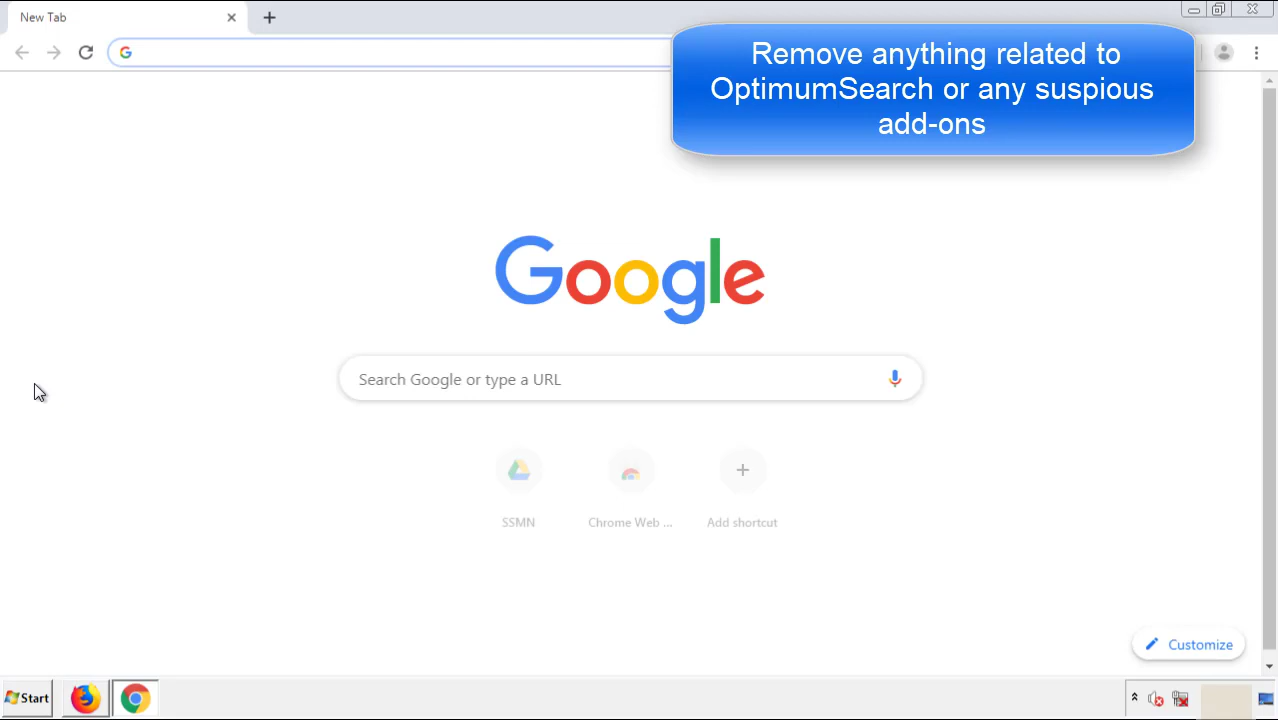 New Tab
Remove anything related to
OptimumSearch or any suspious
add-ons
Google
Search Google or type a URL
SSMN
Chrome Web ...
Add shortcut
Customize
Start